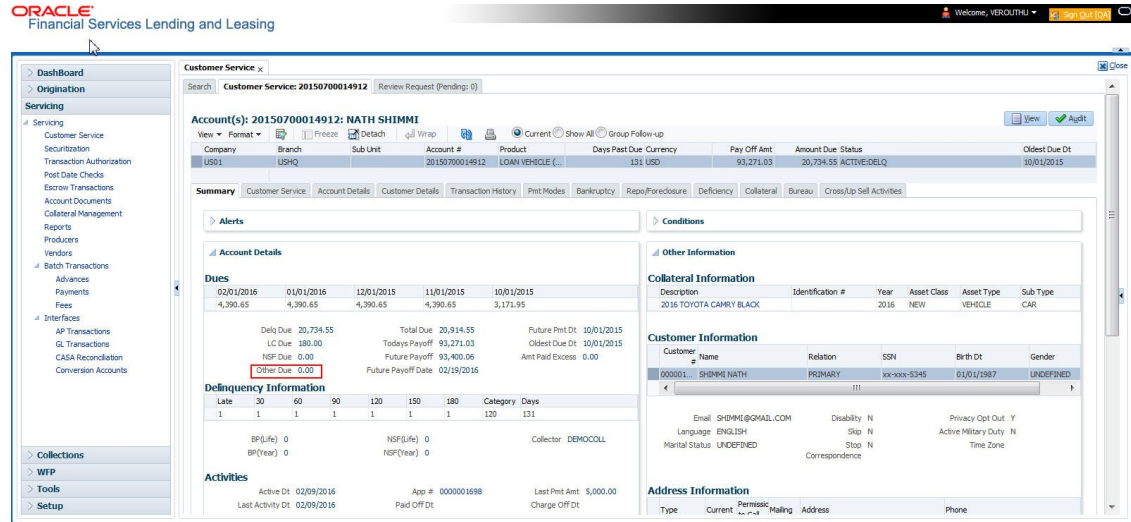 ORACLE
Financial Services Lending and Leasing
Welcome, VEROUTHU
Sign Out [QA]
Close
DashBoard
Origination
Servicing
Servicing
Customer Service
Securitization
Transaction Authorization
Post Date Checks
Escrow Transactions
Account Documents
Collateral Management
Reports
Producers
Vendors
Batch Transactions
Advances
Payments
Fees
Interfaces
AP Transactions
GL Transactions
CASA Reconciliation
Conversion Accounts
Collections
WFP
Tools
Setup
Customer Service x
Search Customer Service: 20150700014912 Review Request (Pending: 0)
Account(s): 20150700014912: NATH SHIMMI
View Audit
View Format Freeze Detach Wrap Current Show All Group Follow-up
Company Branch Sub Unit Account # Product Days Past Due Currency Pay Off Amt Amount Due Status Oldest Due Dt
US01 USHQ 20150700014912 LOAN VEHICLE (... 131 USD 93,271.03 20,734.55 ACTIVE:DELQ 10/01/2015
Summary Customer Service Account Details Customer Details Transaction History Pmt Modes Bankruptcy Repo/Foreclosure Deficiency Collateral Bureau Cross/Up Sell Activities
Alerts
Account Details
Dues
02/01/2016 01/01/2016 12/01/2015 11/01/2015 10/01/2015
4,390.65 4,390.65 4,390.65 4,390.65 3,171.95
Delq Due 20,734.55 Total Due 20,914.55 Future Pmt Dt 10/01/2015
LC Due 180.00 Todays Payoff 93,271.03 Oldest Due Dt 10/01/2015
NSF Due 0.00 Future Payoff 93,400.06 Amt Paid Excess 0.00
Other Due 0.00 Future Payoff Date 02/19/2016
Delinquency Information
Late 30 60 90 120 150 180 Category Days
1 1 1 1 1 1 1 120 131
BP(Life) 0 NSF(Life) 0 Collector DEMOCOLL
BP(Year) 0 NSF(Year) 0
Activities
Active Dt 02/09/2016 App # 0000001698 Last Pmt Amt 5,000.00
Last Activity Dt 02/09/2016 Paid Off Dt Charge Off Dt
Conditions
Other Information
Collateral Information
Description Identification # Year Asset Class Asset Type Sub Type
2016 TOYOTA CAMRY BLACK 2016 NEW VEHICLE CAR
Customer Information
Customer # Name Relation SSN Birth Dt Gender
000001... SHIMMI NATH PRIMARY xx-xxx-5345 01/01/1987 UNDEFINED
Email SHIMMI@GMAIL.COM Disability N Privacy Opt Out Y
Language ENGLISH Skip N Active Military Duty N
Marital Status UNDEFINED Stop Correspondence N Time Zone
Address Information
Type Current Permissic Mailing Address Phone